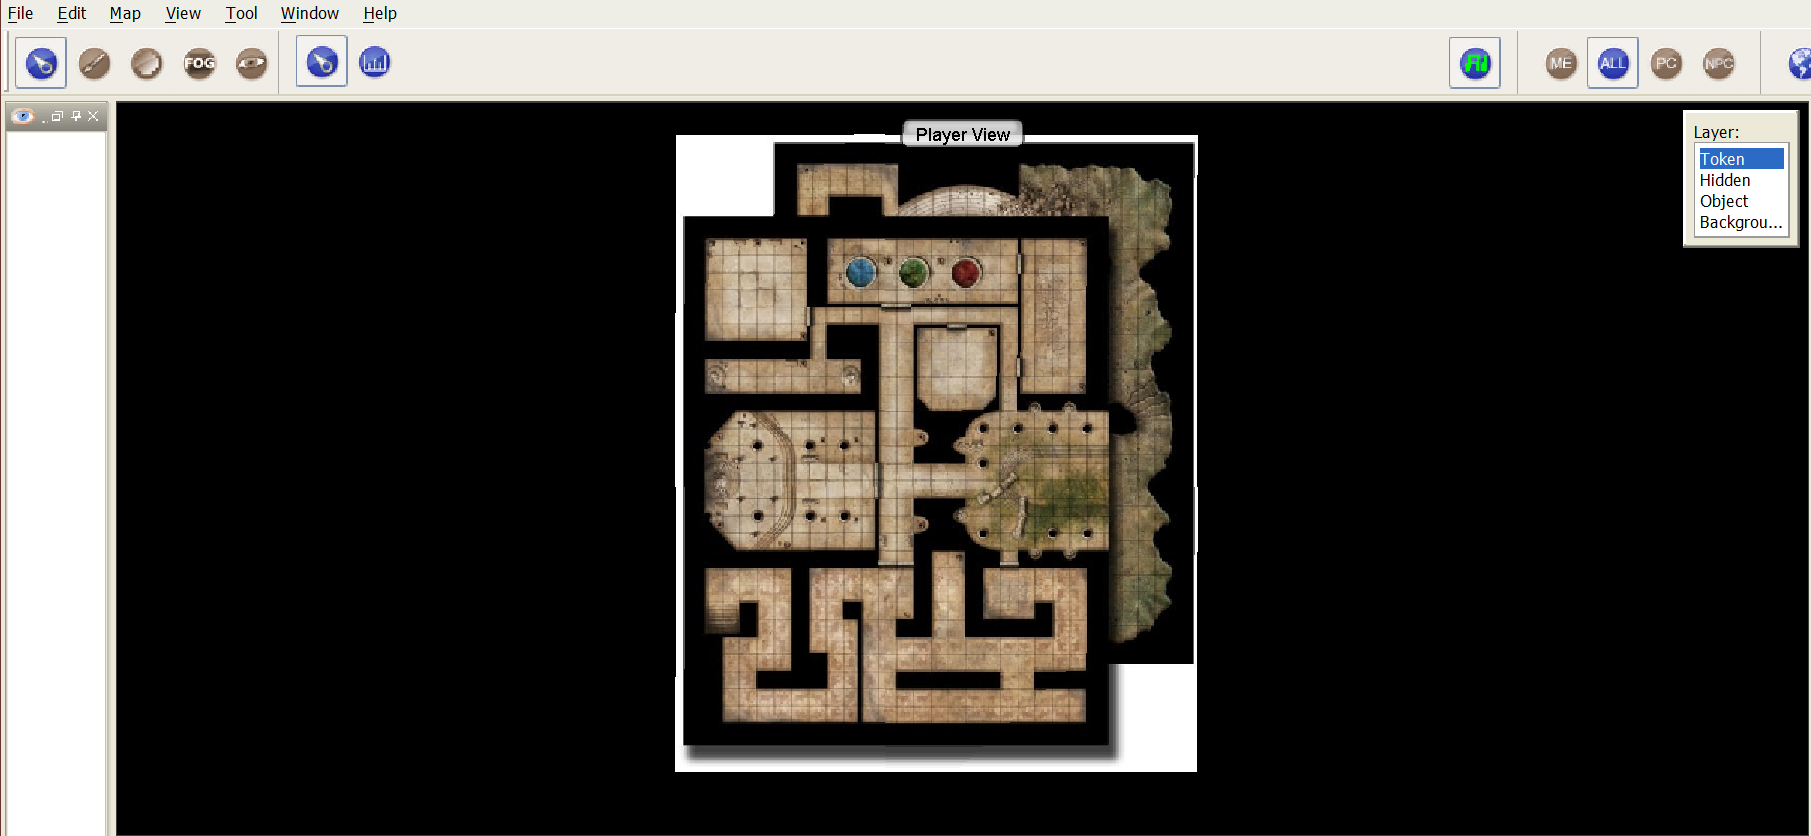 File Edit Map View Tool Window Help
FOG
ME ALL PC NPC
Player View
Layer:
Token
Hidden
Object
Backgrou...